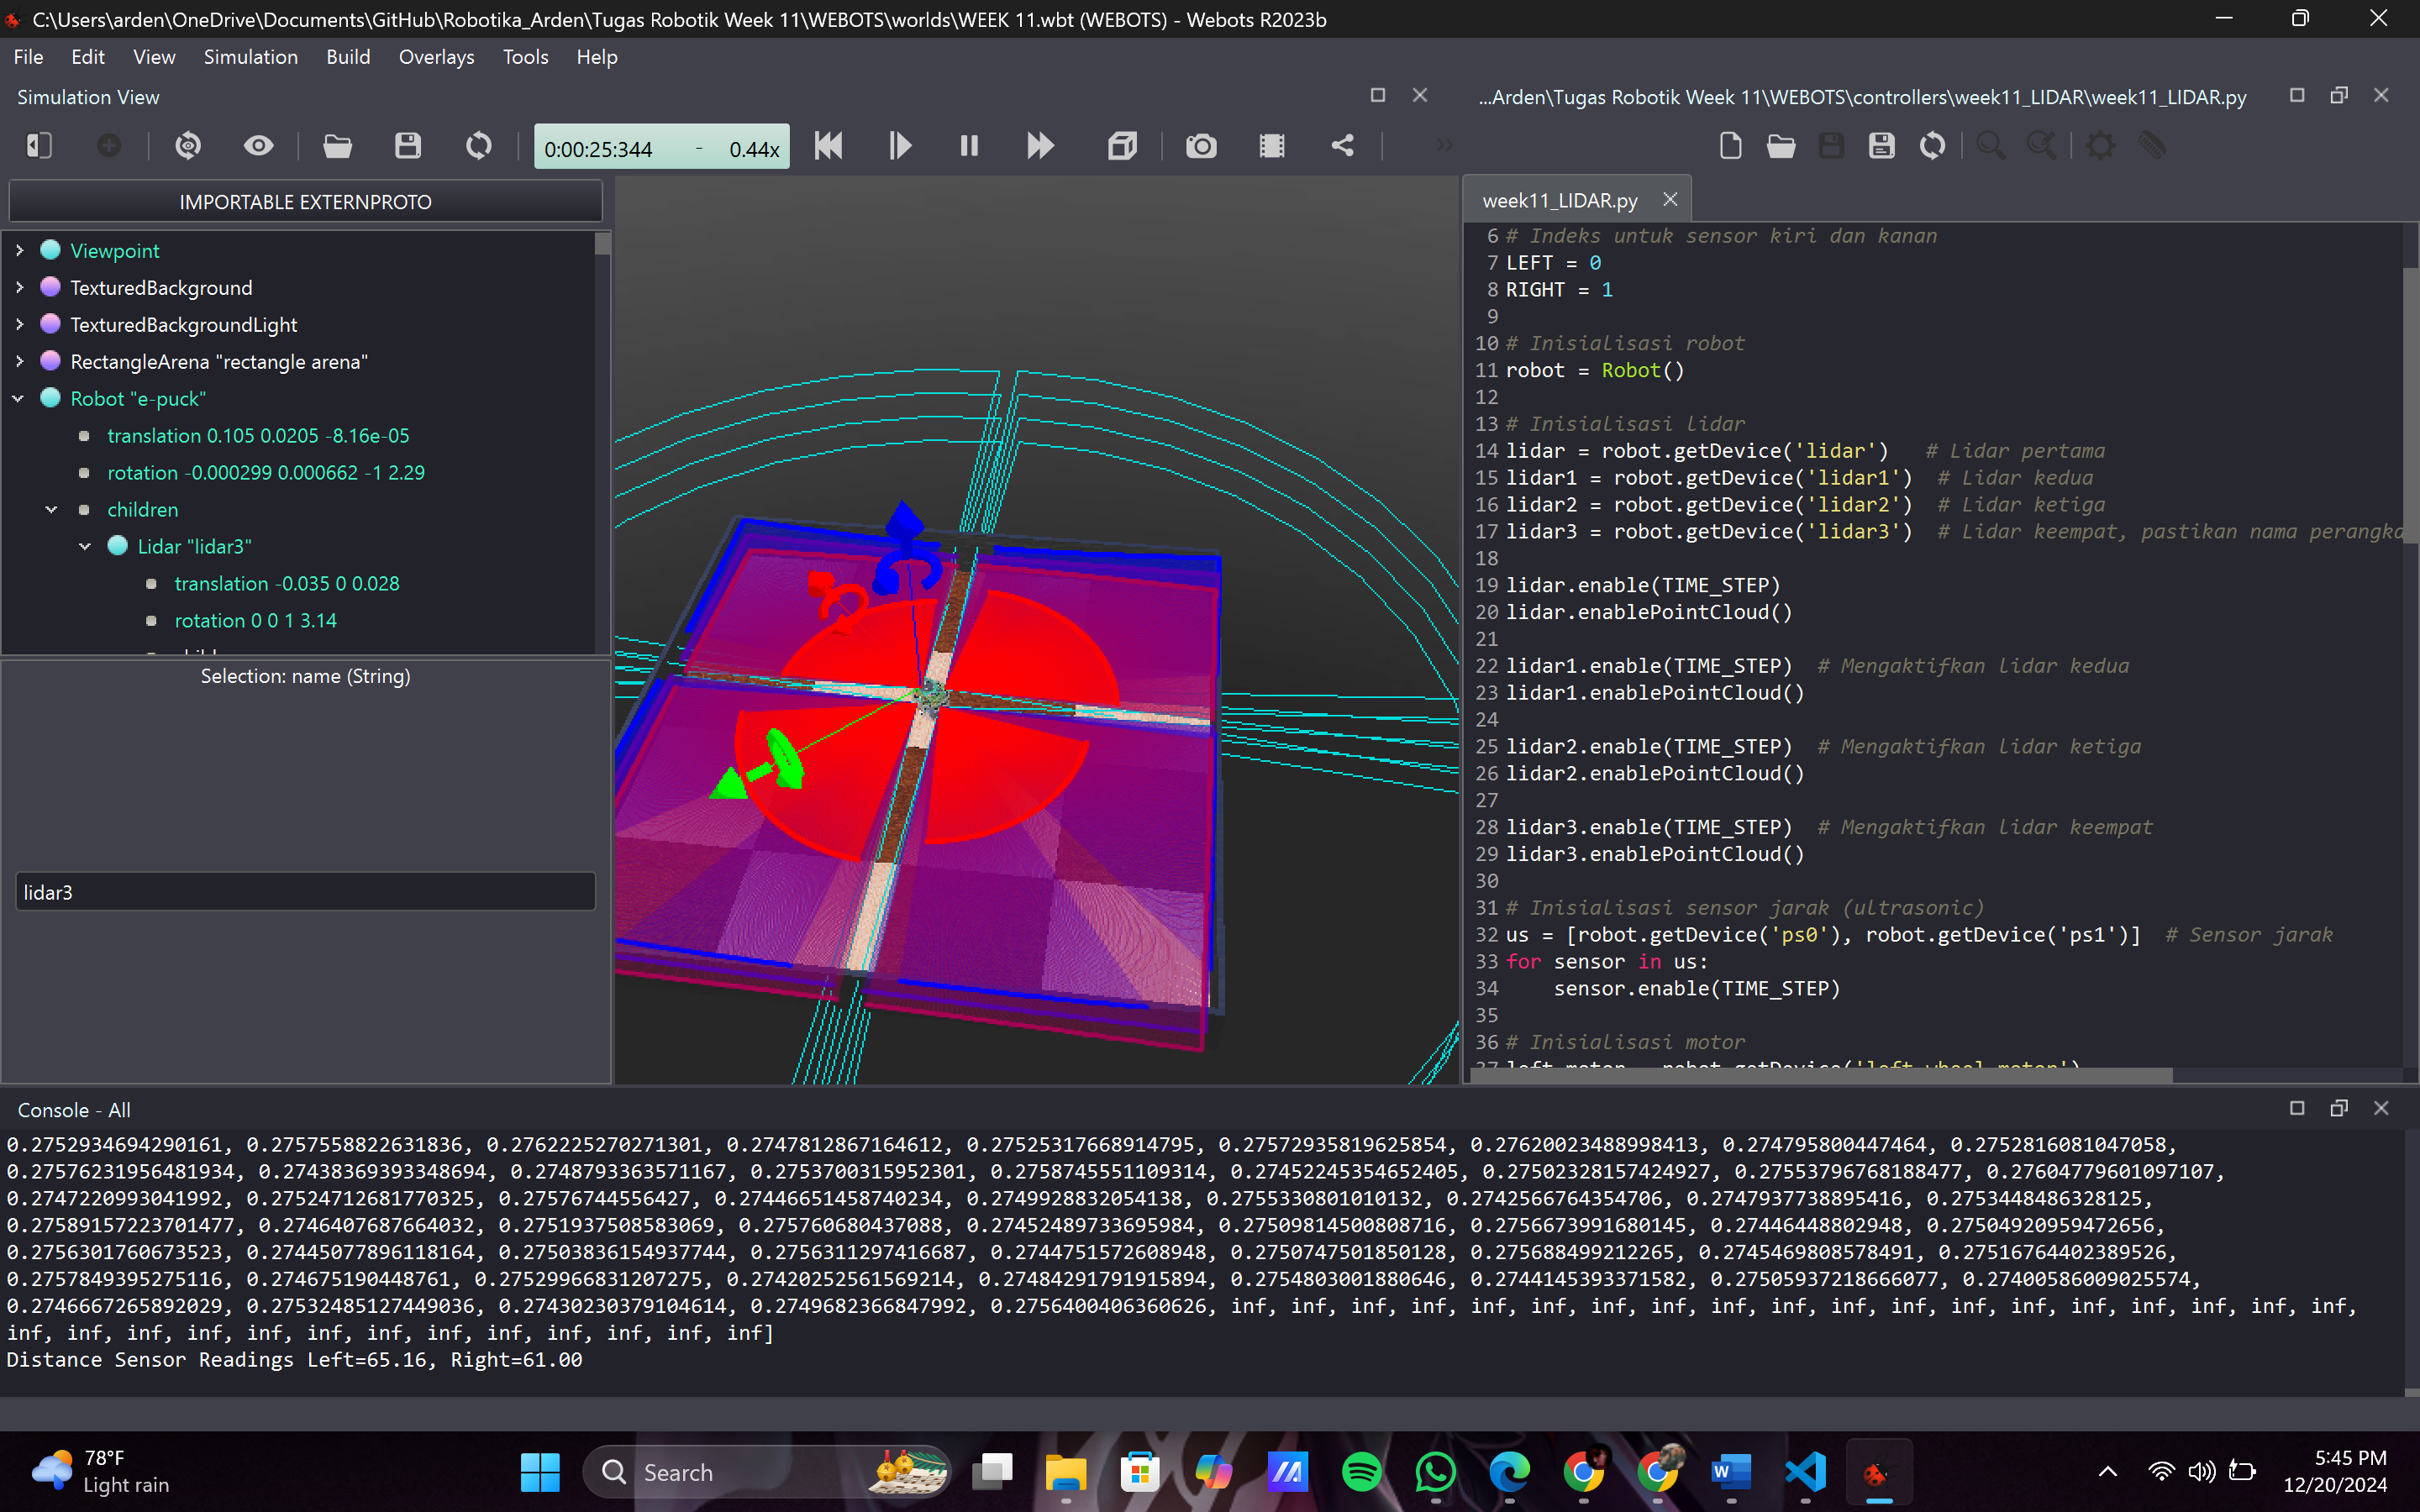 C:\Users\arden\OneDrive\Documents\GitHub\Robotika_Arden\Tugas Robotik Week 11\WEBOTS\worlds\WEEK 11.wbt (WEBOTS) - Webots R2023b
File Edit View Simulation Build Overlays Tools Help
Simulation View
0:00:25:344 - 0.44x
IMPORTABLE EXTERNPROTO
Viewpoint
TexturedBackground
TexturedBackgroundLight
RectangleArena "rectangle arena"
Robot "e-puck"
translation 0.105 0.0205 -8.16e-05
rotation -0.000299 0.000662 -1 2.29
children
Lidar "lidar3"
translation -0.035 0 0.028
rotation 0 0 1 3.14
Selection: name (String)
lidar3
...Arden\Tugas Robotik Week 11\WEBOTS\controllers\week11_LIDAR\week11_LIDAR.py
week11_LIDAR.py
6 # Indeks untuk sensor kiri dan kanan
7 LEFT = 0
8 RIGHT = 1
9
10 # Inisialisasi robot
11 robot = Robot()
12
13 # Inisialisasi lidar
14 lidar = robot.getDevice('lidar')   # Lidar pertama
15 lidar1 = robot.getDevice('lidar1')  # Lidar kedua
16 lidar2 = robot.getDevice('lidar2')  # Lidar ketiga
17 lidar3 = robot.getDevice('lidar3')  # Lidar keempat, pastikan nama perangka
18
19 lidar.enable(TIME_STEP)
20 lidar.enablePointCloud()
21
22 lidar1.enable(TIME_STEP)  # Mengaktifkan lidar kedua
23 lidar1.enablePointCloud()
24
25 lidar2.enable(TIME_STEP)  # Mengaktifkan lidar ketiga
26 lidar2.enablePointCloud()
27
28 lidar3.enable(TIME_STEP)  # Mengaktifkan lidar keempat
29 lidar3.enablePointCloud()
30
31 # Inisialisasi sensor jarak (ultrasonic)
32 us = [robot.getDevice('ps0'), robot.getDevice('ps1')]  # Sensor jarak
33 for sensor in us:
34     sensor.enable(TIME_STEP)
35
36 # Inisialisasi motor
Console - All
0.2752934694290161, 0.2757558822631836, 0.2762225270271301, 0.2747812867164612, 0.27525317668914795, 0.27572935819625854, 0.27620023488998413, 0.274795800447464, 0.2752816081047058,
0.27576231956481934, 0.27438369393348694, 0.2748793363571167, 0.2753700315952301, 0.2758745551109314, 0.27452245354652405, 0.27502328157424927, 0.27553796768188477, 0.27604779601097107,
0.2747220993041992, 0.27524712681770325, 0.27576744556427, 0.27446651458740234, 0.2749928832054138, 0.2755330801010132, 0.2742566764354706, 0.2747937738895416, 0.2753448486328125,
0.27589157223701477, 0.2746407687664032, 0.2751937508583069, 0.275760680437088, 0.27452489733695984, 0.27509814500808716, 0.2756673991680145, 0.27446448802948, 0.27504920959472656,
0.2756301760673523, 0.27445077896118164, 0.27503836154937744, 0.2756311297416687, 0.2744751572608948, 0.2750747501850128, 0.275688499212265, 0.2745469808578491, 0.27516764402389526,
0.2757849395275116, 0.274675190448761, 0.27529966831207275, 0.27420252561569214, 0.27484291791915894, 0.2754803001880646, 0.2744145393371582, 0.27505937218666077, 0.27400586009025574,
0.2746667265892029, 0.27532485127449036, 0.27430230379104614, 0.2749682366847992, 0.2756400406360626, inf, inf, inf, inf, inf, inf, inf, inf, inf, inf, inf, inf, inf, inf, inf, inf, inf, inf, inf,
inf, inf, inf, inf, inf, inf, inf, inf, inf, inf, inf, inf, inf]
Distance Sensor Readings Left=65.16, Right=61.00
78°F
Light rain
Search
5:45 PM
12/20/2024